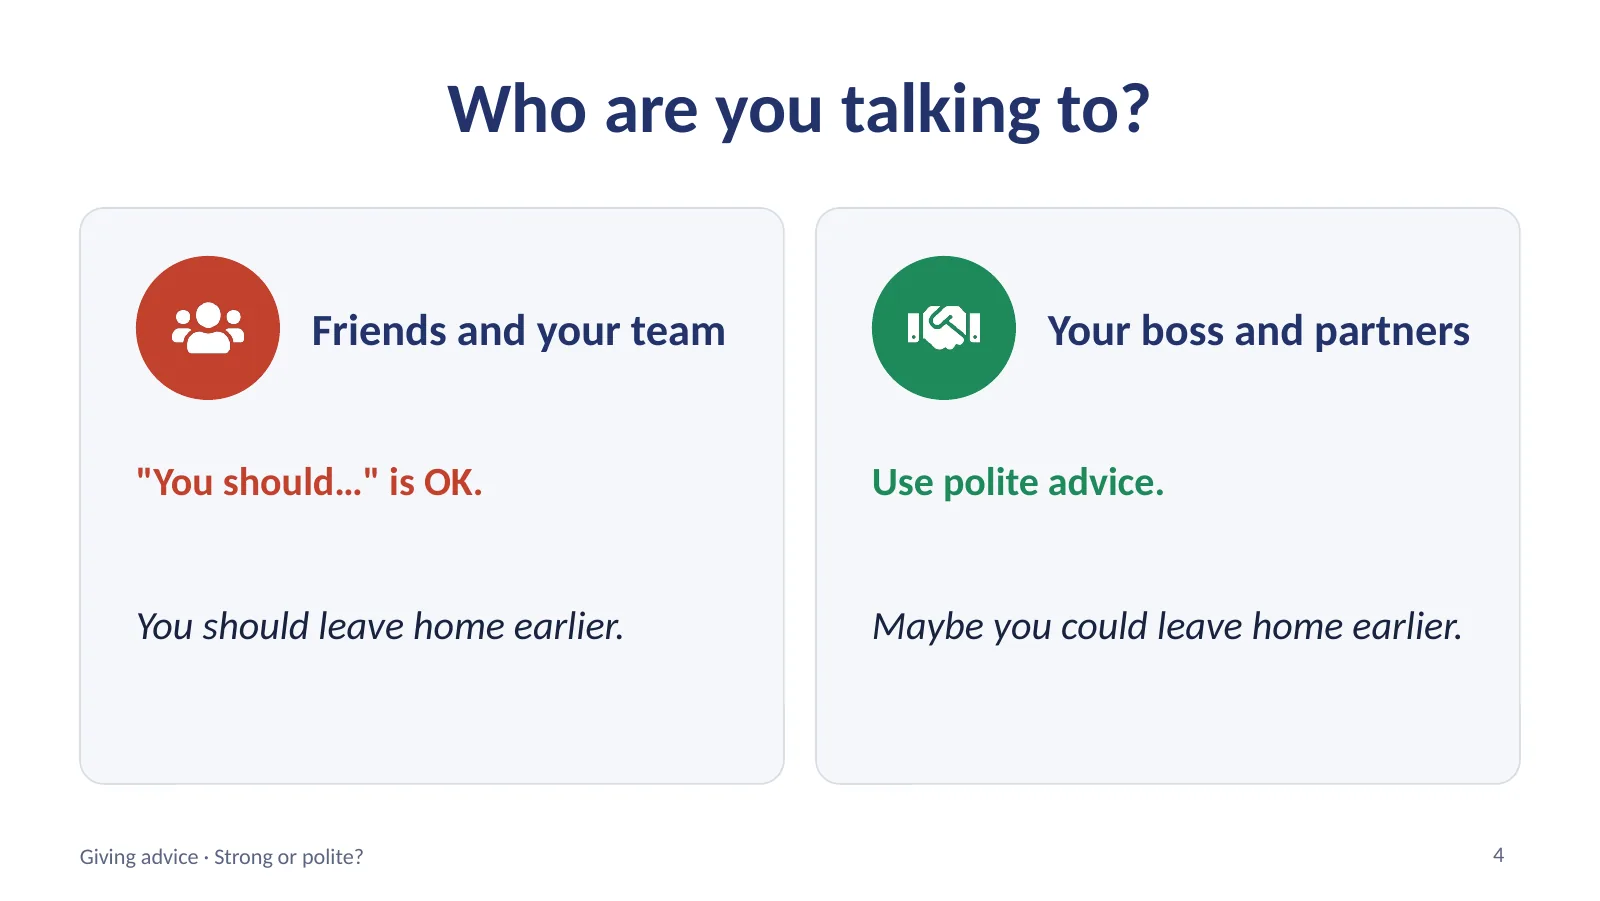 Who are you talking to?
Friends and your team
"You should…" is OK.
You should leave home earlier.
Your boss and partners
Use polite advice.
Maybe you could leave home earlier.
Giving advice · Strong or polite?
4